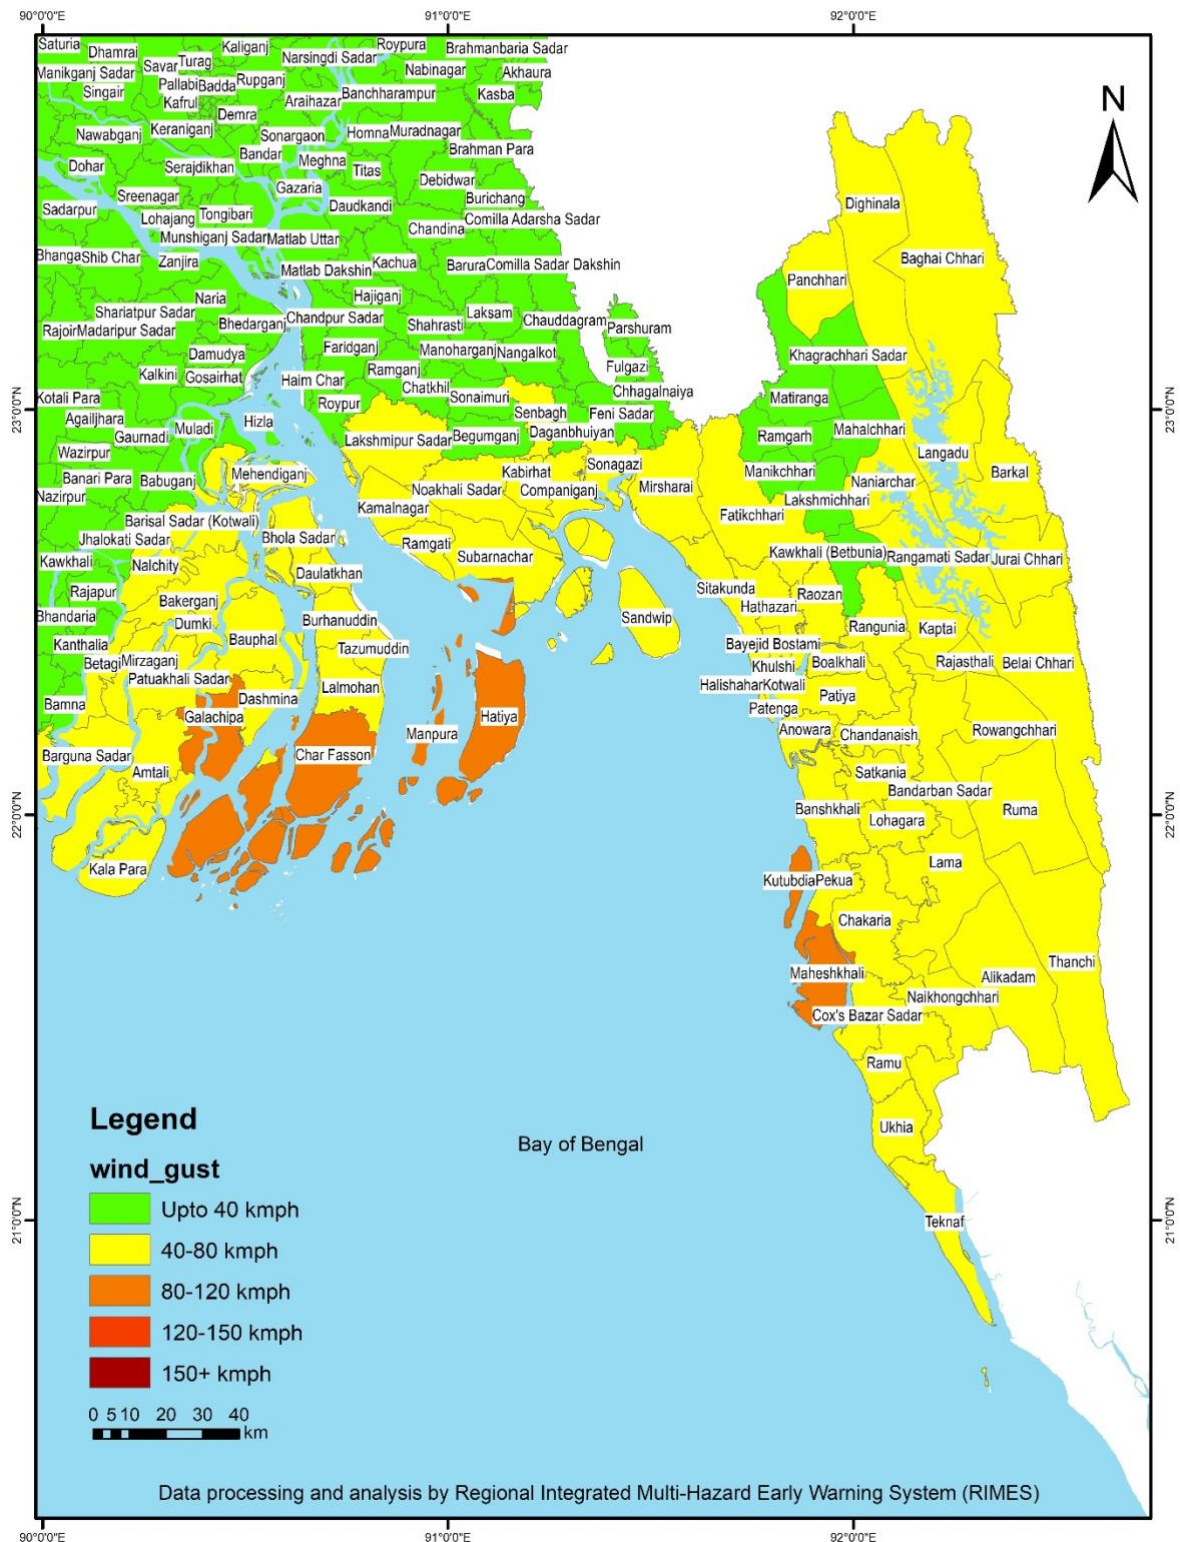 90°0'0"E 91°0'0"E 92°0'0"E
Saturia Dhamrai Kaliganj Roypura Brahmanbaria Sadar
Savar Turag Narsingdi Sadar
Manikganj Sadar Pallabi Badda Rupganj Nabinagar Akhaura
Singair Kafrul Araihazar Banchharampur Kasba
Demra
Nawabganj Keraniganj Sonargaon Homna Muradnagar
Bandar Meghna Brahman Para
Dohar Serajdikhan Titas
Gazaria Debidwar
Sreenagar Daudkandi Burichang
Sadarpur Lohajang Tongibari Comilla Adarsha Sadar
Munshiganj Sadar Matlab Uttar Chandina
Bhanga Shib Char Zanjira Kachua
Matlab Dakshin Barura Comilla Sadar Dakshin
Naria Hajiganj
Shariatpur Sadar Chandpur Sadar Laksam Chauddagram
Rajoir Madaripur Sadar Bhedarganj Shahrasti Parshuram
Damudya Faridganj Manoharganj Nangalkot
Kalkini Gosairhat Haim Char Ramganj Fulgazi
Chatkhil Chhagalnaiya
Kotali Para Roypur Sonaimuri
Agailjhara Hizla Senbagh Feni Sadar
Gaurnadi Muladi Lakshmipur Sadar Begumganj Daganbhuiyan
Wazirpur
Banari Para Babuganj Mehendiganj Kabirhat Sonagazi
Nazirpur Noakhali Sadar Companiganj Mirsharai
Barisal Sadar (Kotwali) Kamalnagar
Jhalokati Sadar Bhola Sadar Ramgati
Kawkhali Nalchity Subarnachar
Daulatkhan
Rajapur Bakerganj
Bhandaria Dumki Burhanuddin Sandwip
Kanthalia Bauphal Tazumuddin
Betagi Mirzaganj
Patuakhali Sadar Lalmohan
Bamna Dashmina
Galachipa Manpura Hatiya
Barguna Sadar Char Fasson
Amtali
Kala Para
N
Dighinala
Baghai Chhari
Panchhari
Khagrachhari Sadar
Matiranga
Ramgarh Mahalchhari
Langadu
Manikchhari Naniarchar Barkal
Lakshmichhari
Fatikchhari
Kawkhali (Betbunia) Rangamati Sadar Jurai Chhari
Sitakunda Raozan
Hathazari
Rangunia Kaptai
Bayejid Bostami
Khulshi Boalkhali Rajasthali Belai Chhari
Halishahar Kotwali Patiya
Patenga
Anowara Chandanaish Rowangchhari
Satkania
Bandarban Sadar
Banshkhali Lohagara Ruma
Lama
Kutubdia Pekua
Chakaria
Maheshkhali Thanchi
Alikadam
Naikhongchhari
Cox's Bazar Sadar
Ramu
Ukhia
Teknaf
23°0'0"N 23°0'0"N
22°0'0"N 22°0'0"N
21°0'0"N 21°0'0"N
Bay of Bengal
Legend
wind_gust
Upto 40 kmph
40-80 kmph
80-120 kmph
120-150 kmph
150+ kmph
0 5 10 20 30 40
km
Data processing and analysis by Regional Integrated Multi-Hazard Early Warning System (RIMES)
90°0'0"E 91°0'0"E 92°0'0"E